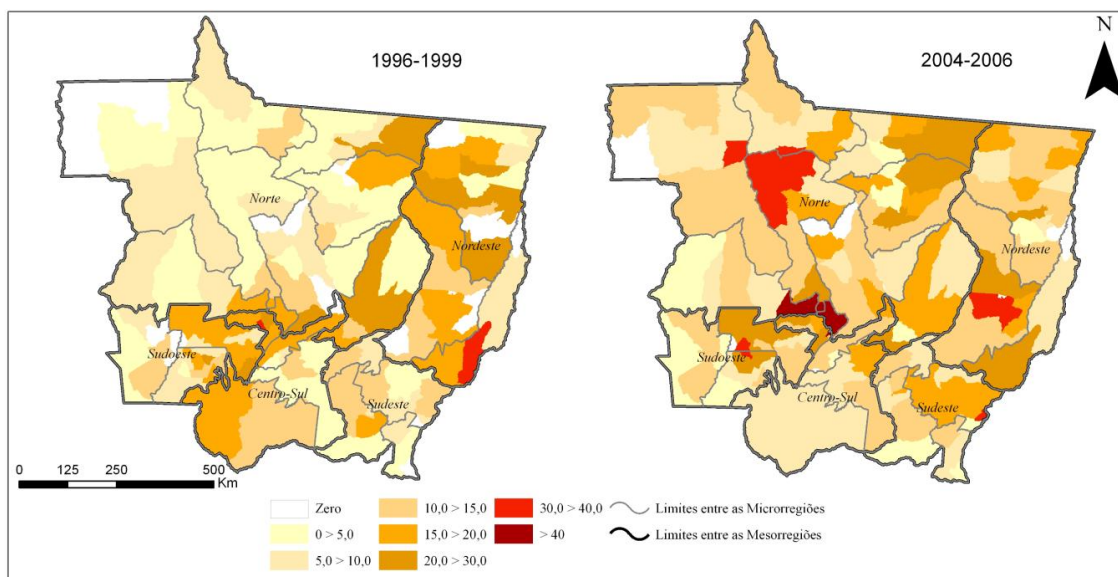 N
1996-1999
2004-2006
Norte
Nordeste
Sudoeste
Centro-Sul
Sudeste
Norte
Nordeste
Sudoeste
Centro-Sul
Sudeste
0 125 250 500
Km
Zero
0 > 5,0
5,0 > 10,0
10,0 > 15,0
15,0 > 20,0
20,0 > 30,0
30,0 > 40,0
> 40
Limites entre as Microrregiões
Limites entre as Mesorregiões